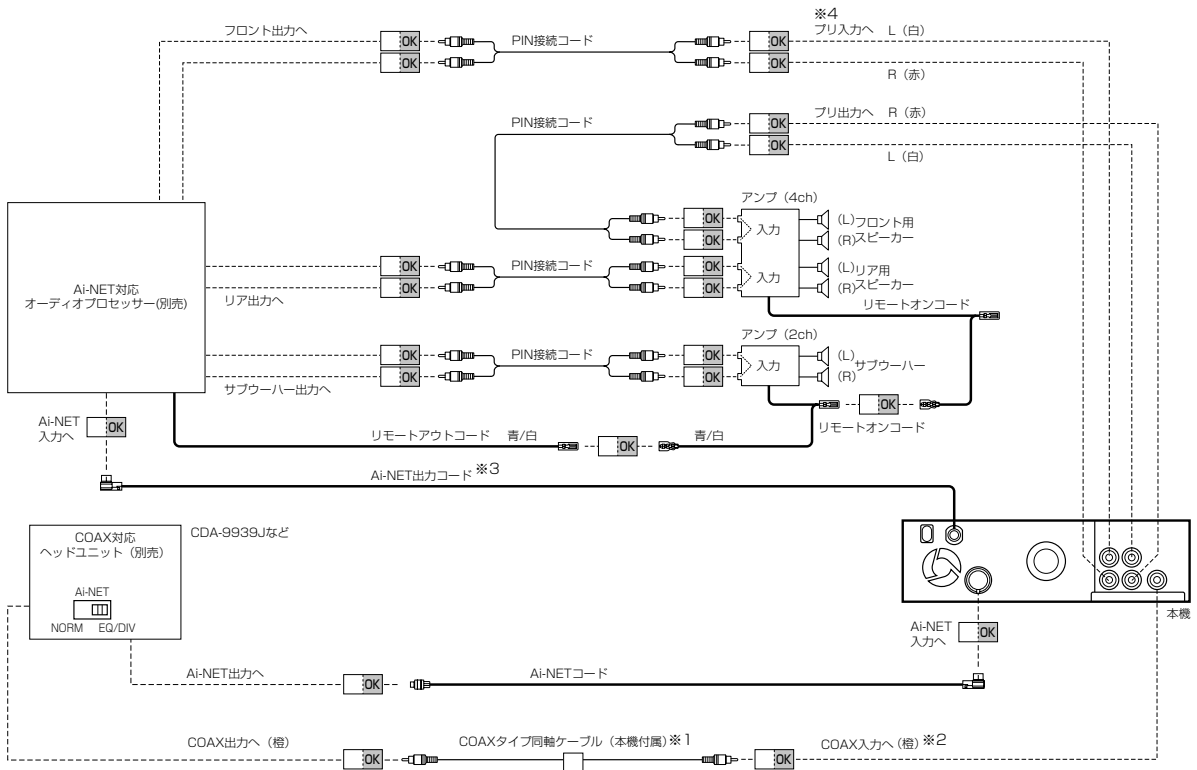 ※4
フロント出力へ
OK
OK
PIN接続コード
OK
OK
プリ入力へ L（白）
R（赤）
PIN接続コード
OK
OK
プリ出力へ R（赤）
L（白）
アンプ（4ch）
OK
OK
入力
(L)フロント用
(R)スピーカー
Ai-NET対応
オーディオプロセッサー(別売)
OK
OK
リア出力へ
PIN接続コード
OK
OK
入力
(L)リア用
(R)スピーカー
リモートオンコード
アンプ（2ch）
OK
OK
サブウーハー出力へ
PIN接続コード
OK
OK
入力
(L)サブウーハー
(R)
OK
リモートオンコード
Ai-NET
入力へ
OK
リモートアウトコード 青/白
OK
青/白
Ai-NET出力コード※3
COAX対応
ヘッドユニット（別売）
CDA-9939Jなど
Ai-NET
NORM EQ/DIV
本機
Ai-NET
入力へ
OK
Ai-NET出力へ
OK
Ai-NETコード
COAX出力へ（橙）
OK
COAXタイプ同軸ケーブル（本機付属）※1
OK
COAX入力へ（橙）※2